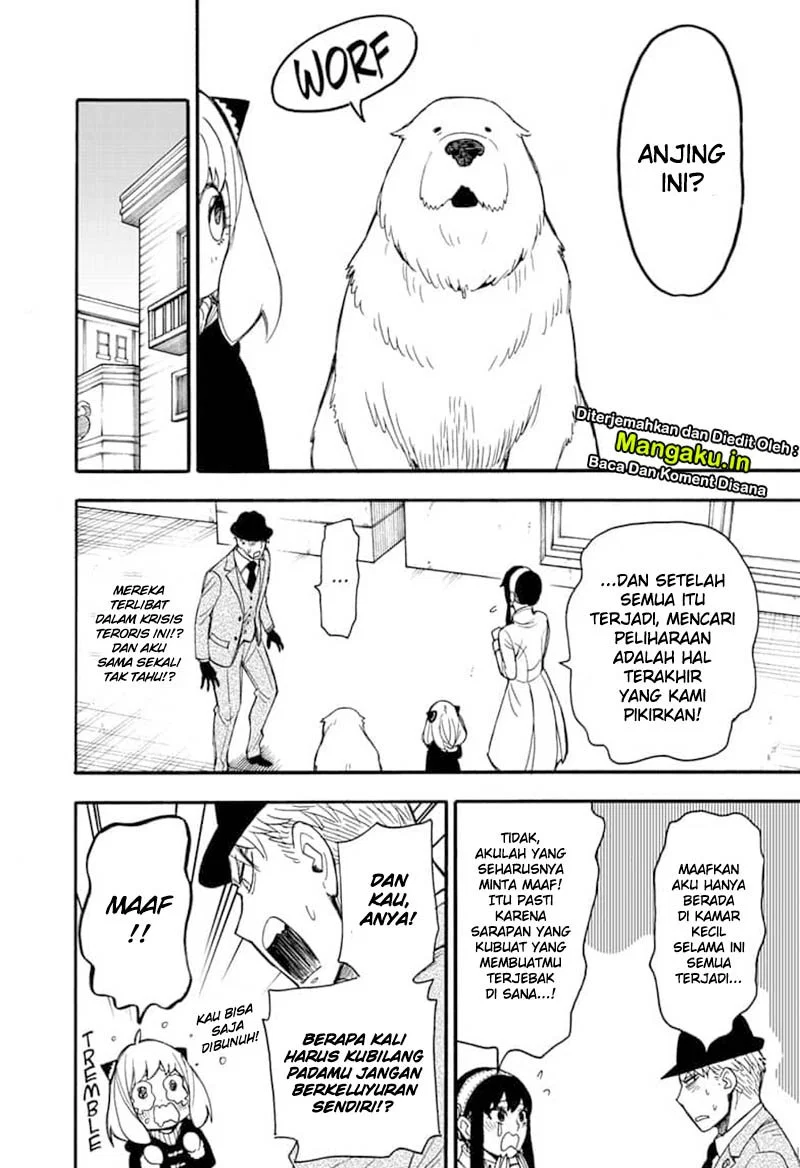 ANJING
INI?
WORF
Diterjemahkan dan Diedit Oleh :
Mangaku.in
Baca Dan Koment Disana
...DAN SETELAH
SEMUA ITU
TERJADI, MENCARI
PELIHARAAN
ADALAH HAL
TERAKHIR
YANG KAMI
PIKIRKAN!
...
MEREKA
TERLIBAT
DALAM KRISIS
TERORIS INI!?
DAN AKU
SAMA SEKALI
TAK TAHU!?
MAAFKAN
AKU HANYA
BERADA
DI KAMAR
KECIL
SELAMA INI
SEMUA
TERJADI...
TIDAK,
AKULAH YANG
SEHARUSNYA
MINTA MAAF!
ITU PASTI
KARENA
SARAPAN YANG
KUBUAT YANG
MEMBUATMU
TERJEBAK
DI SANA...!
DAN
KAU,
ANYA!
BERAPA KALI
HARUS KUBILANG
PADAMU JANGAN
BERKELUYURAN
SENDIRI!?
KAU BISA
SAJA
DIBUNUH!
MAAF
!!
TREMBLE